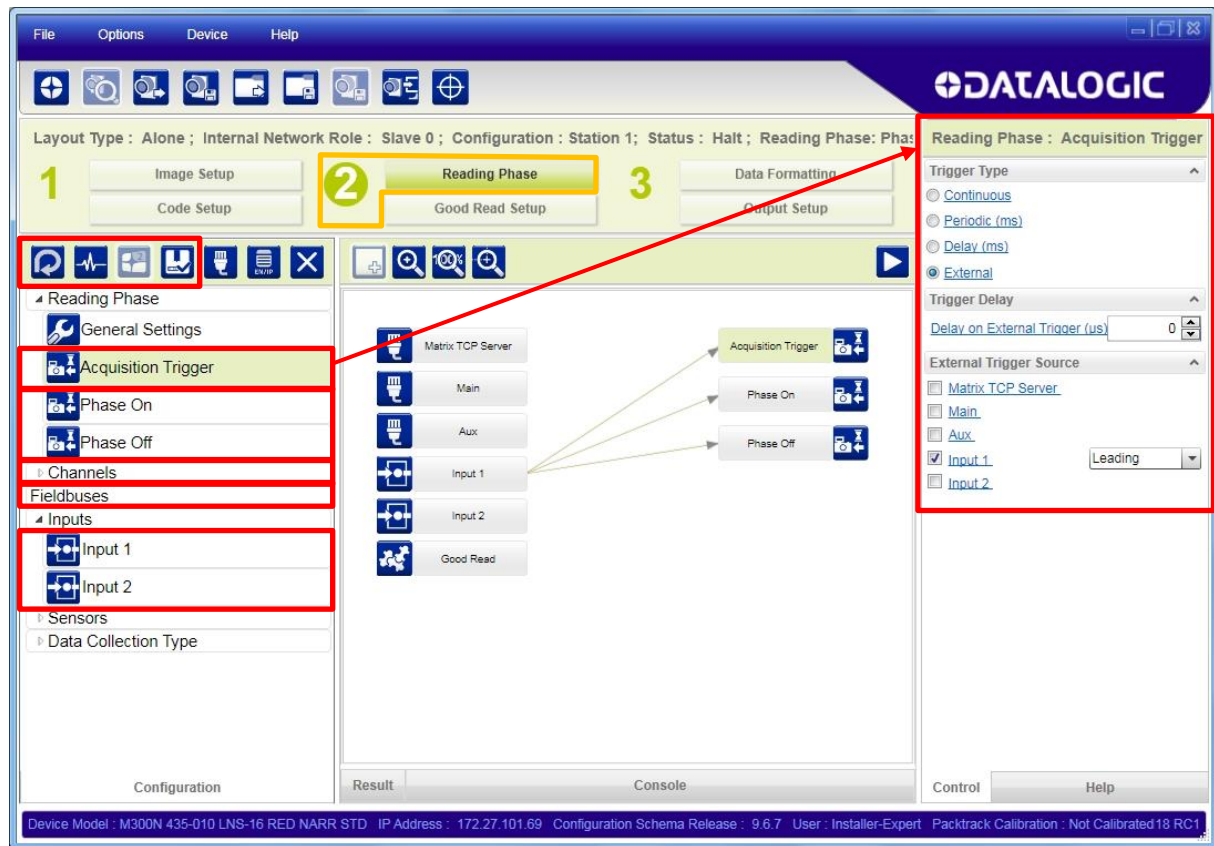 File Options Device Help
DATALOGIC
Layout Type : Alone ; Internal Network Role : Slave 0 ; Configuration : Station 1; Status : Halt ; Reading Phase: Phas
1
Image Setup
Code Setup
2
Reading Phase
Good Read Setup
3
Data Formatting
Output Setup
EN/IP
Reading Phase
General Settings
Acquisition Trigger
Phase On
Phase Off
Channels
Fieldbuses
Inputs
Input 1
Input 2
Sensors
Data Collection Type
Configuration
100%
Matrix TCP Server
Main
Aux
Input 1
Input 2
Good Read
Acquisition Trigger
Phase On
Phase Off
Result Console
Reading Phase : Acquisition Trigger
Trigger Type
Continuous
Periodic (ms)
Delay (ms)
External
Trigger Delay
Delay on External Trigger (us) 0
External Trigger Source
Matrix TCP Server
Main
Aux
Input 1 Leading
Input 2
Control Help
Device Model : M300N 435-010 LNS-16 RED NARR STD IP Address : 172.27.101.69 Configuration Schema Release : 9.6.7 User : Installer-Expert Packtrack Calibration : Not Calibrated 18 RC1